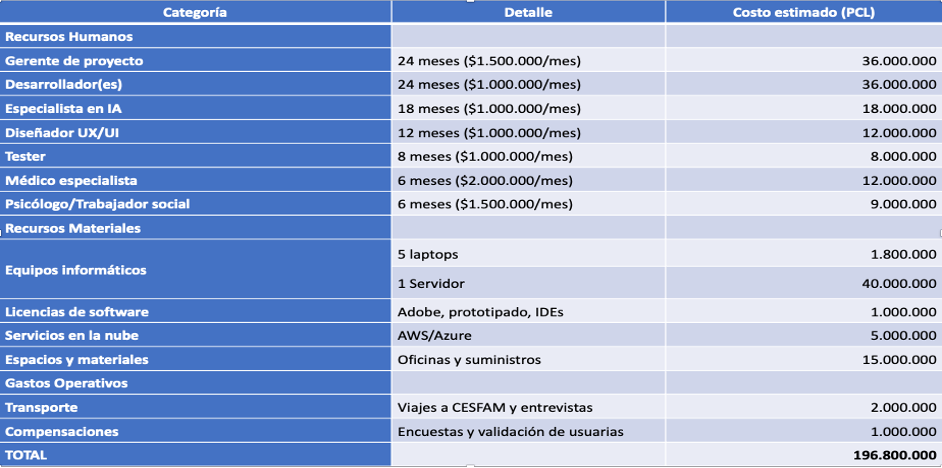 Categoría Detalle Costo estimado (PCL)
Recursos Humanos
Gerente de proyecto 24 meses ($1.500.000/mes) 36.000.000
Desarrollador(es) 24 meses ($1.000.000/mes) 36.000.000
Especialista en IA 18 meses ($1.000.000/mes) 18.000.000
Diseñador UX/UI 12 meses ($1.000.000/mes) 12.000.000
Tester 8 meses ($1.000.000/mes) 8.000.000
Médico especialista 6 meses ($2.000.000/mes) 12.000.000
Psicólogo/Trabajador social 6 meses ($1.500.000/mes) 9.000.000
Recursos Materiales
Equipos informáticos
5 laptops 1.800.000
1 Servidor 40.000.000
Licencias de software Adobe, prototipado, IDEs 1.000.000
Servicios en la nube AWS/Azure 5.000.000
Espacios y materiales Oficinas y suministros 15.000.000
Gastos Operativos
Transporte Viajes a CESFAM y entrevistas 2.000.000
Compensaciones Encuestas y validación de usuarias 1.000.000
TOTAL 196.800.000